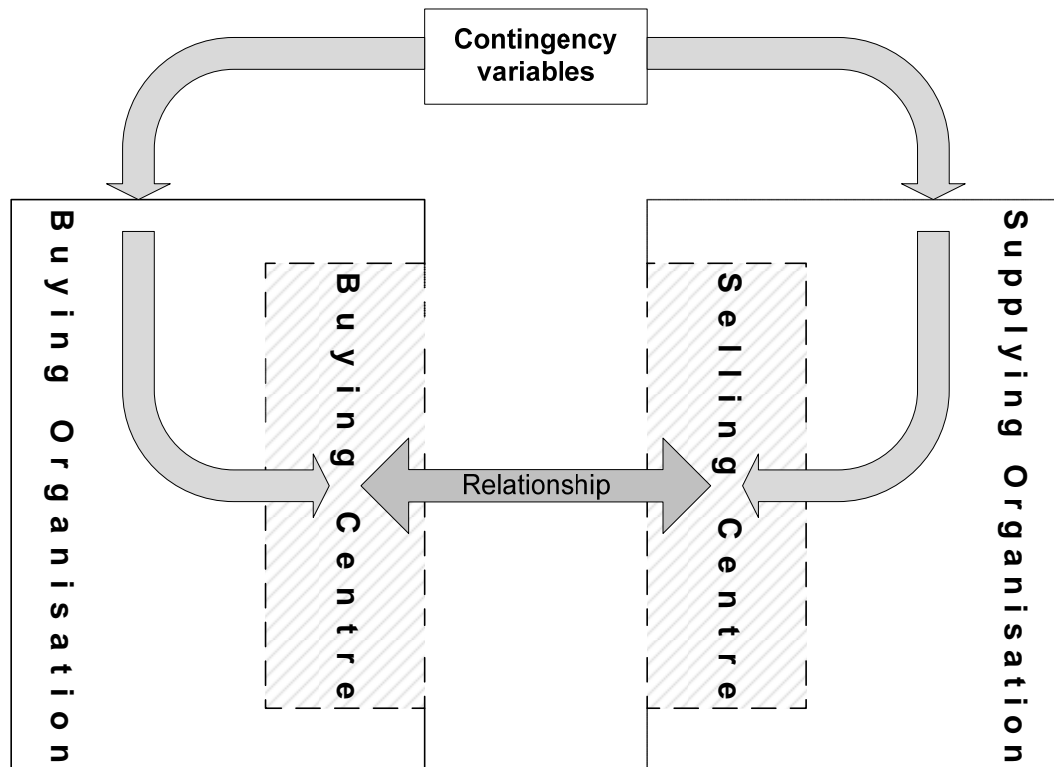 Contingency
variables
Buying Organisation
Buying Centre
Relationship
Selling Centre
Supplying Organisation